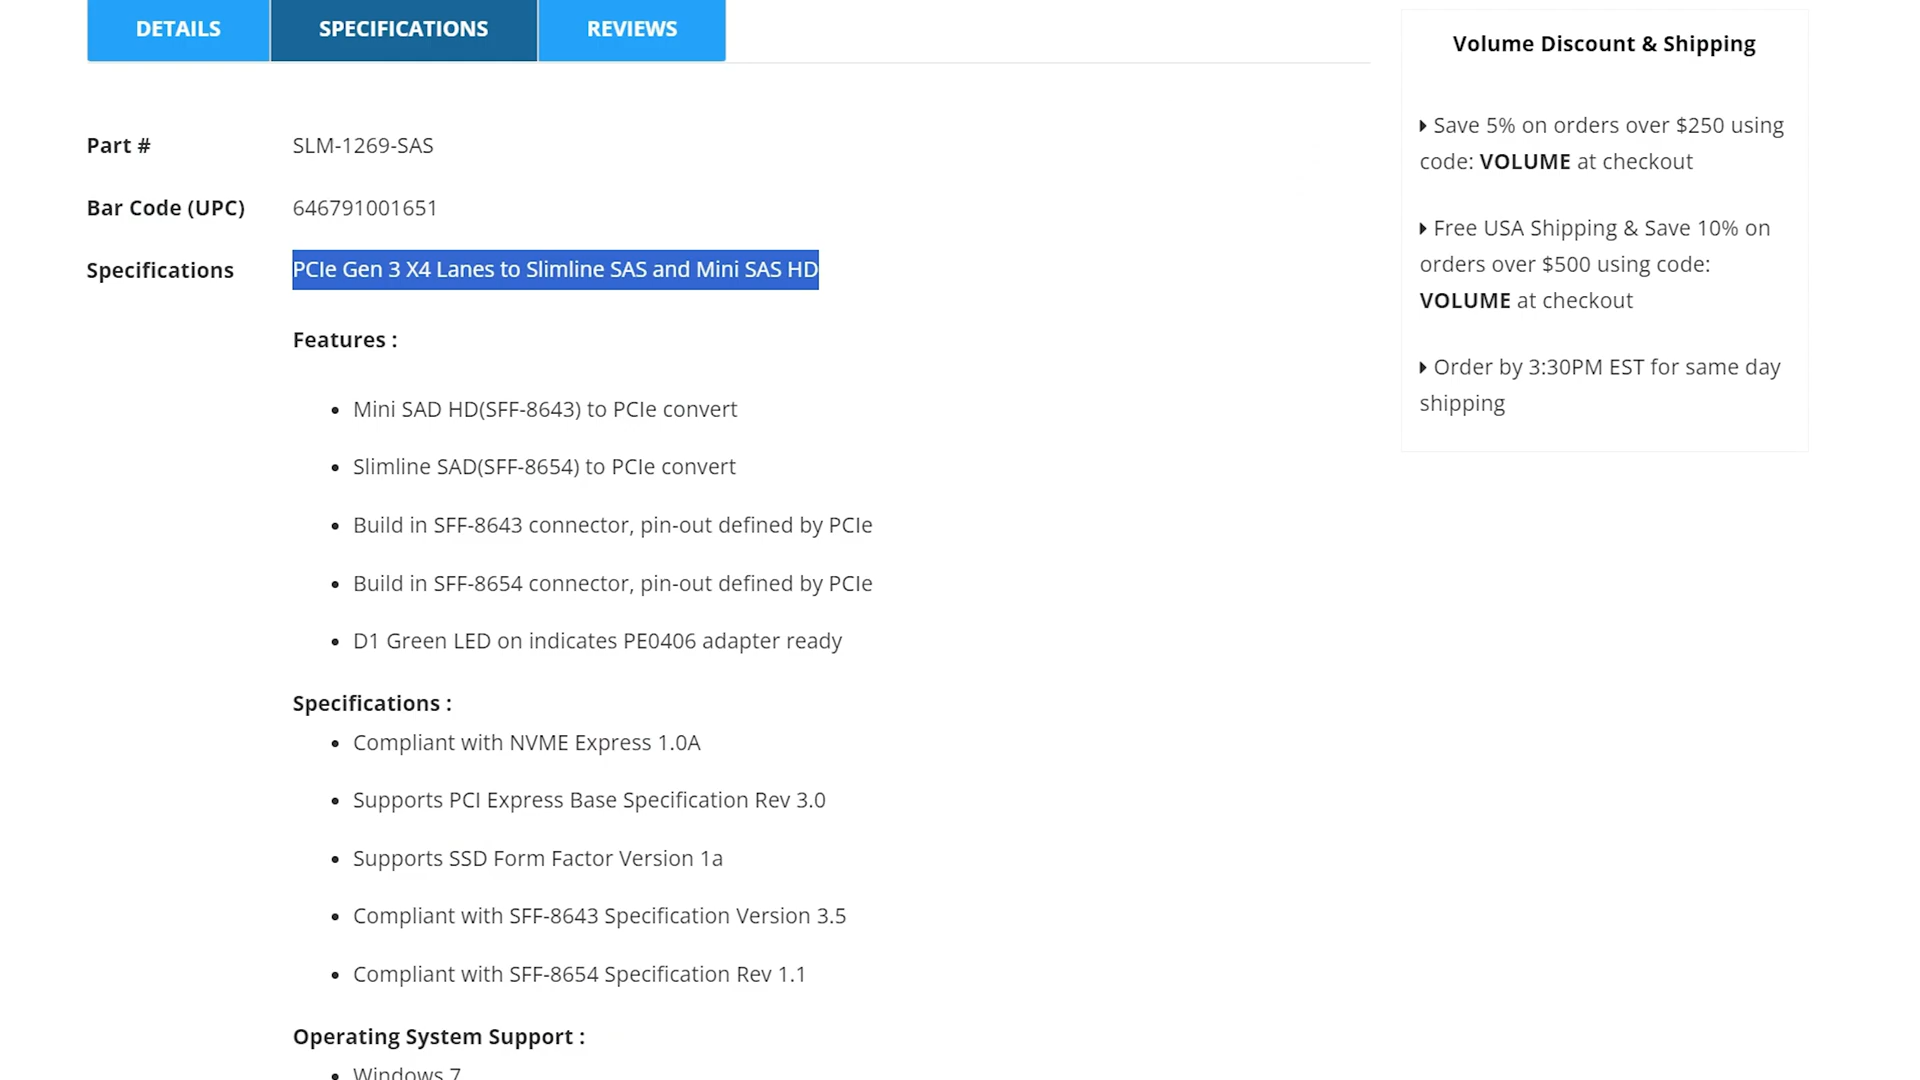 DETAILS
SPECIFICATIONS
REVIEWS
Part #
SLM-1269-SAS
Bar Code (UPC)
646791001651
Specifications
PCIe Gen 3 X4 Lanes to Slimline SAS and Mini SAS HD
Features :
Mini SAD HD(SFF-8643) to PCIe convert
Slimline SAD(SFF-8654) to PCIe convert
Build in SFF-8643 connector, pin-out defined by PCIe
Build in SFF-8654 connector, pin-out defined by PCIe
D1 Green LED on indicates PE0406 adapter ready
Specifications :
Compliant with NVME Express 1.0A
Supports PCI Express Base Specification Rev 3.0
Supports SSD Form Factor Version 1a
Compliant with SFF-8643 Specification Version 3.5
Compliant with SFF-8654 Specification Rev 1.1
Operating System Support :
Windows 7
Volume Discount & Shipping
Save 5% on orders over $250 using
code: VOLUME at checkout
Free USA Shipping & Save 10% on
orders over $500 using code:
VOLUME at checkout
Order by 3:30PM EST for same day
shipping